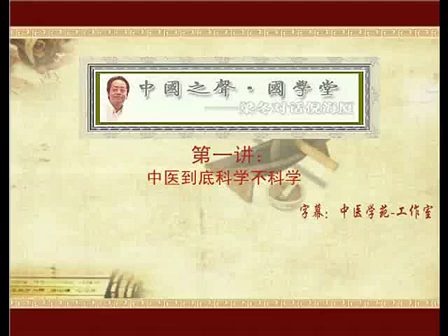 中國之聲·國學堂
——梁冬对话倪海厦
第一讲：
中医到底科学不科学
字幕：中医学苑-工作室